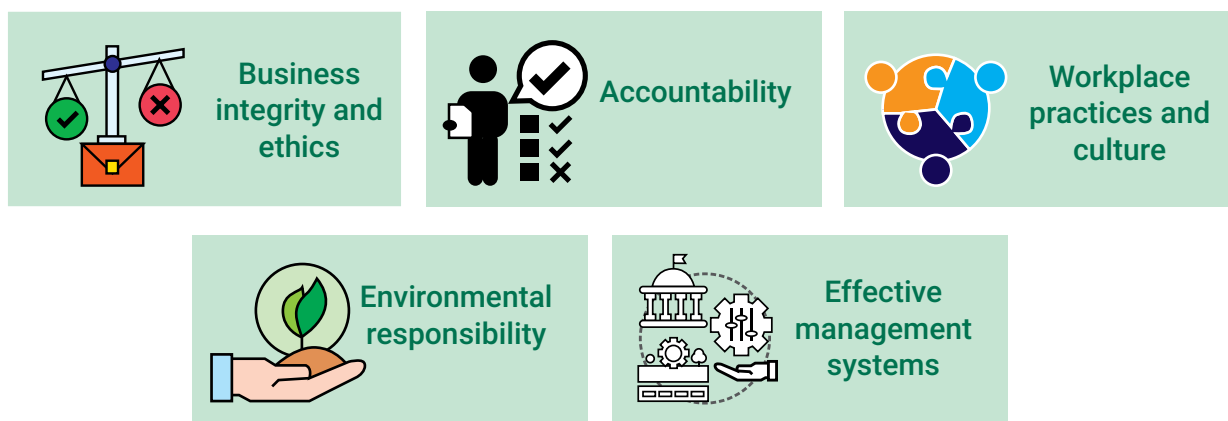 Business
integrity and
ethics
Accountability
Workplace
practices and
culture
Environmental
responsibility
Effective
management
systems